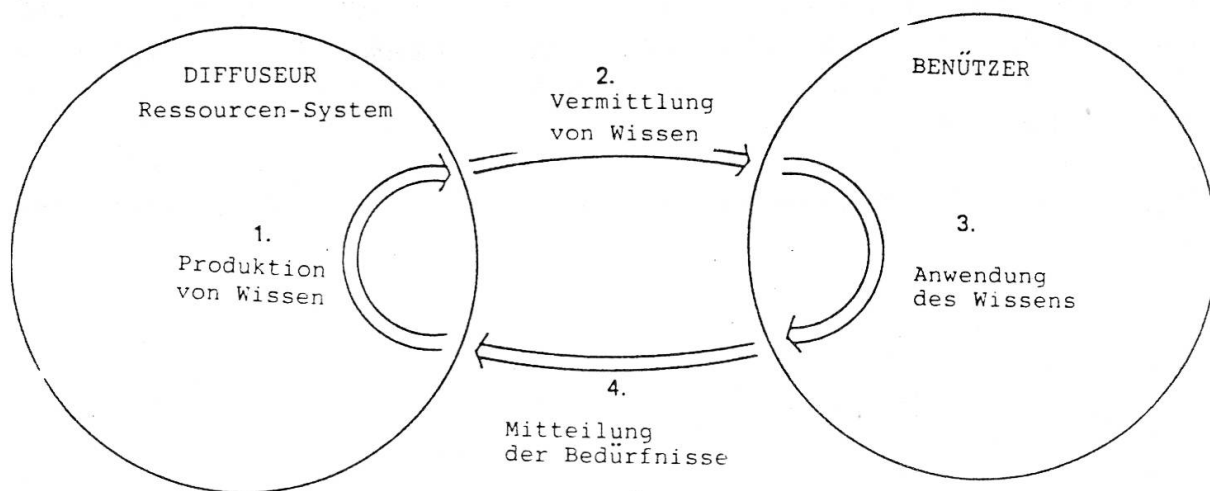 DIFFUSEUR
Ressourcen-System
1.
Produktion
von Wissen
2.
Vermittlung
von Wissen
BENÜTZER
3.
Anwendung
des Wissens
4.
Mitteilung
der Bedürfnisse